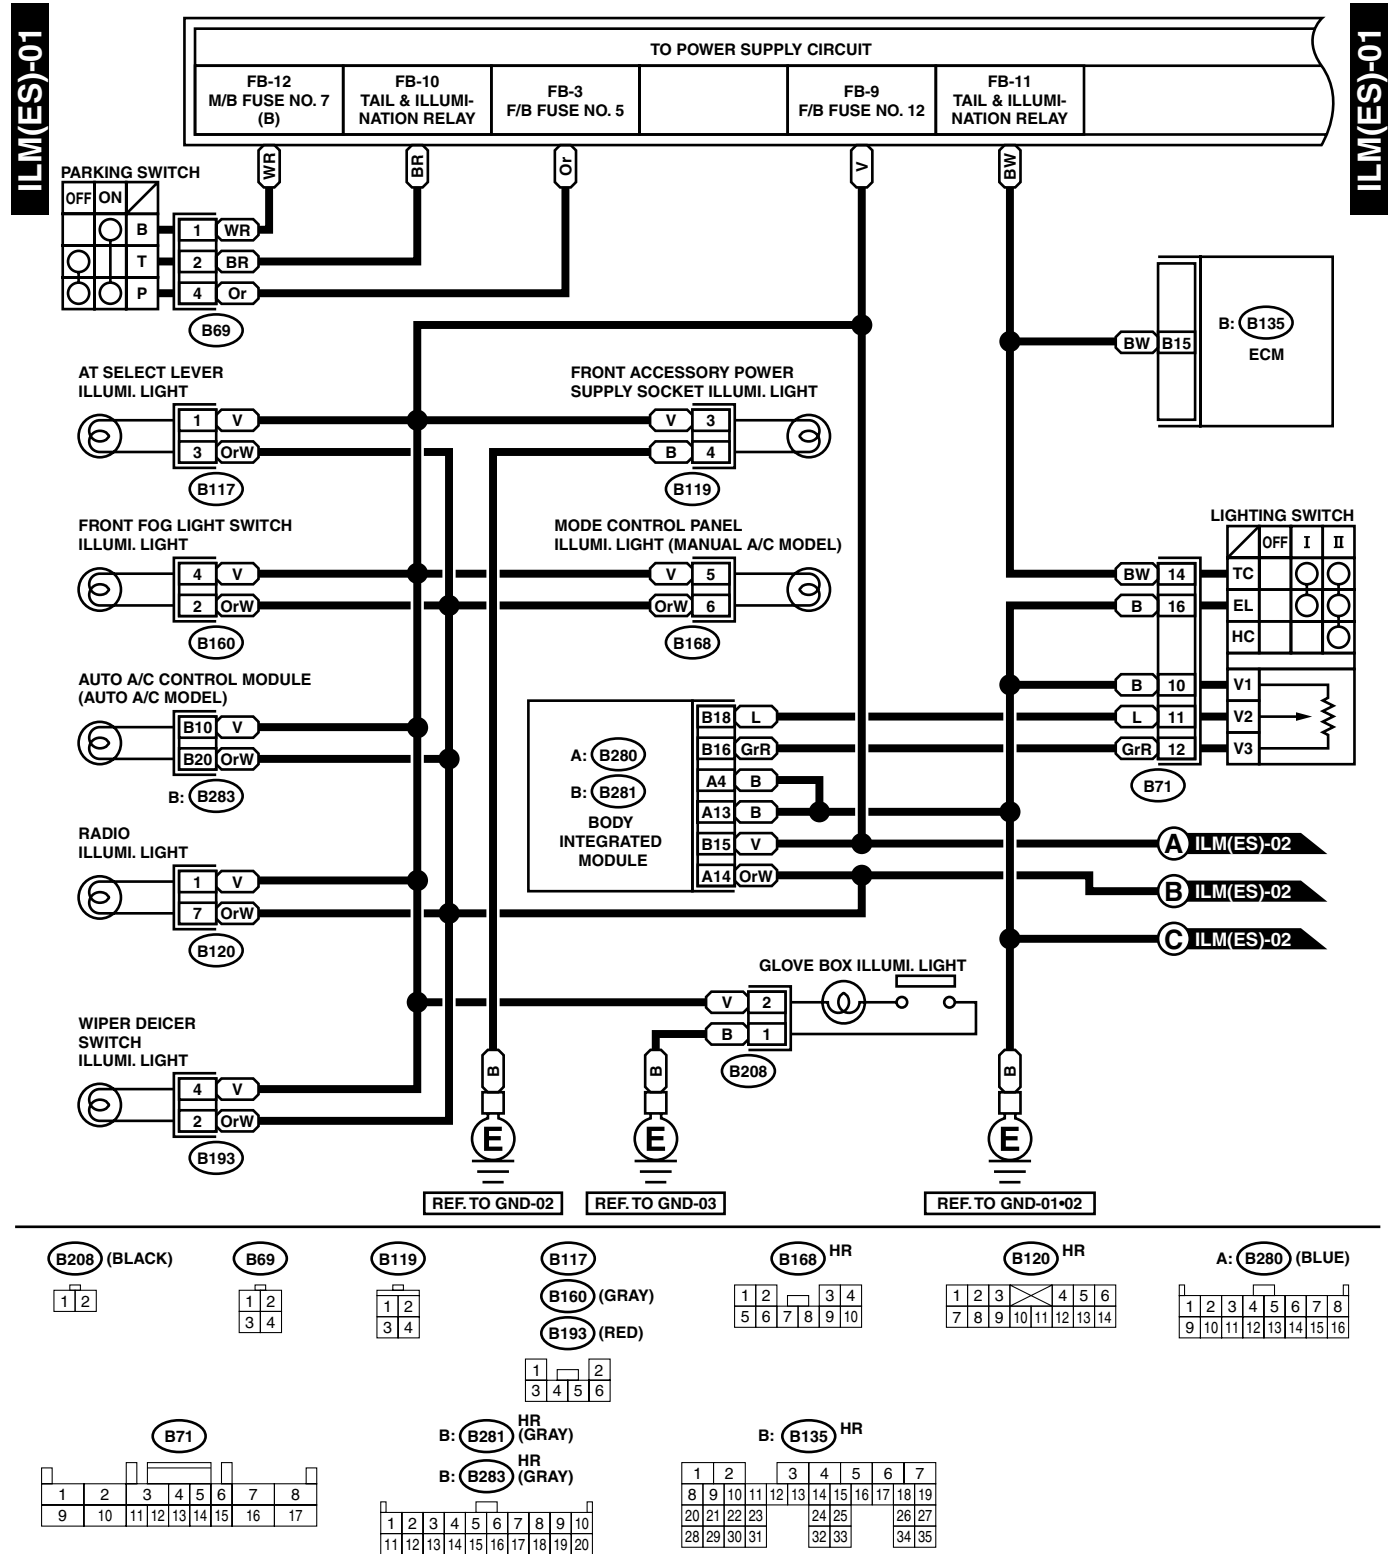 ILM(ES)-01
ILM(ES)-01
TO POWER SUPPLY CIRCUIT
FB-12
M/B FUSE NO. 7
(B)
FB-10
TAIL & ILLUMI-
NATION RELAY
FB-3
F/B FUSE NO. 5
FB-9
F/B FUSE NO. 12
FB-11
TAIL & ILLUMI-
NATION RELAY
WR
BR
Or
V
BW
PARKING SWITCH
OFF ON
B 1 WR
T 2 BR
P 4 Or
B69
BW B15
B: B135
ECM
AT SELECT LEVER
ILLUMI. LIGHT
1 V
3 OrW
B117
FRONT ACCESSORY POWER
SUPPLY SOCKET ILLUMI. LIGHT
V 3
B 4
B119
FRONT FOG LIGHT SWITCH
ILLUMI. LIGHT
4 V
2 OrW
B160
MODE CONTROL PANEL
ILLUMI. LIGHT (MANUAL A/C MODEL)
V 5
OrW 6
B168
LIGHTING SWITCH
OFF I II
BW 14 TC
B 16 EL
HC
B 10 V1
L 11 V2
GrR 12 V3
B71
AUTO A/C CONTROL MODULE
(AUTO A/C MODEL)
B10 V
B20 OrW
B: B283
A: B280
B: B281
BODY
INTEGRATED
MODULE
B18 L
B16 GrR
A4 B
A13 B
B15 V
A14 OrW
A ILM(ES)-02
B ILM(ES)-02
C ILM(ES)-02
RADIO
ILLUMI. LIGHT
1 V
7 OrW
B120
GLOVE BOX ILLUMI. LIGHT
V 2
B 1
B208
WIPER DEICER
SWITCH
ILLUMI. LIGHT
4 V
2 OrW
B193
B
B
B
E
E
E
REF. TO GND-02
REF. TO GND-03
REF. TO GND-01•02
B208 (BLACK)
1 2
B69
1 2
3 4
B119
1 2
3 4
B117
B160 (GRAY)
B193 (RED)
1 2
3 4 5 6
B168 HR
1 2 3 4
5 6 7 8 9 10
B120 HR
1 2 3 4 5 6
7 8 9 10 11 12 13 14
A: B280 (BLUE)
1 2 3 4 5 6 7 8
9 10 11 12 13 14 15 16
B71
1 2 3 4 5 6 7 8
9 10 11 12 13 14 15 16 17
B: B281 HR (GRAY)
B: B283 HR (GRAY)
1 2 3 4 5 6 7 8 9 10
11 12 13 14 15 16 17 18 19 20
B: B135 HR
1 2 3 4 5 6 7
8 9 10 11 12 13 14 15 16 17 18 19
20 21 22 23 24 25 26 27
28 29 30 31 32 33 34 35